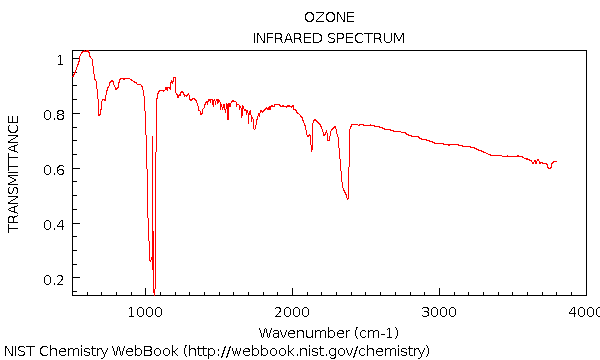 OZONE
INFRARED SPECTRUM
1
0.8
0.6
0.4
0.2
TRANSMITTANCE
1000 2000 3000 4000
Wavenumber (cm-1)
NIST Chemistry WebBook (http://webbook.nist.gov/chemistry)